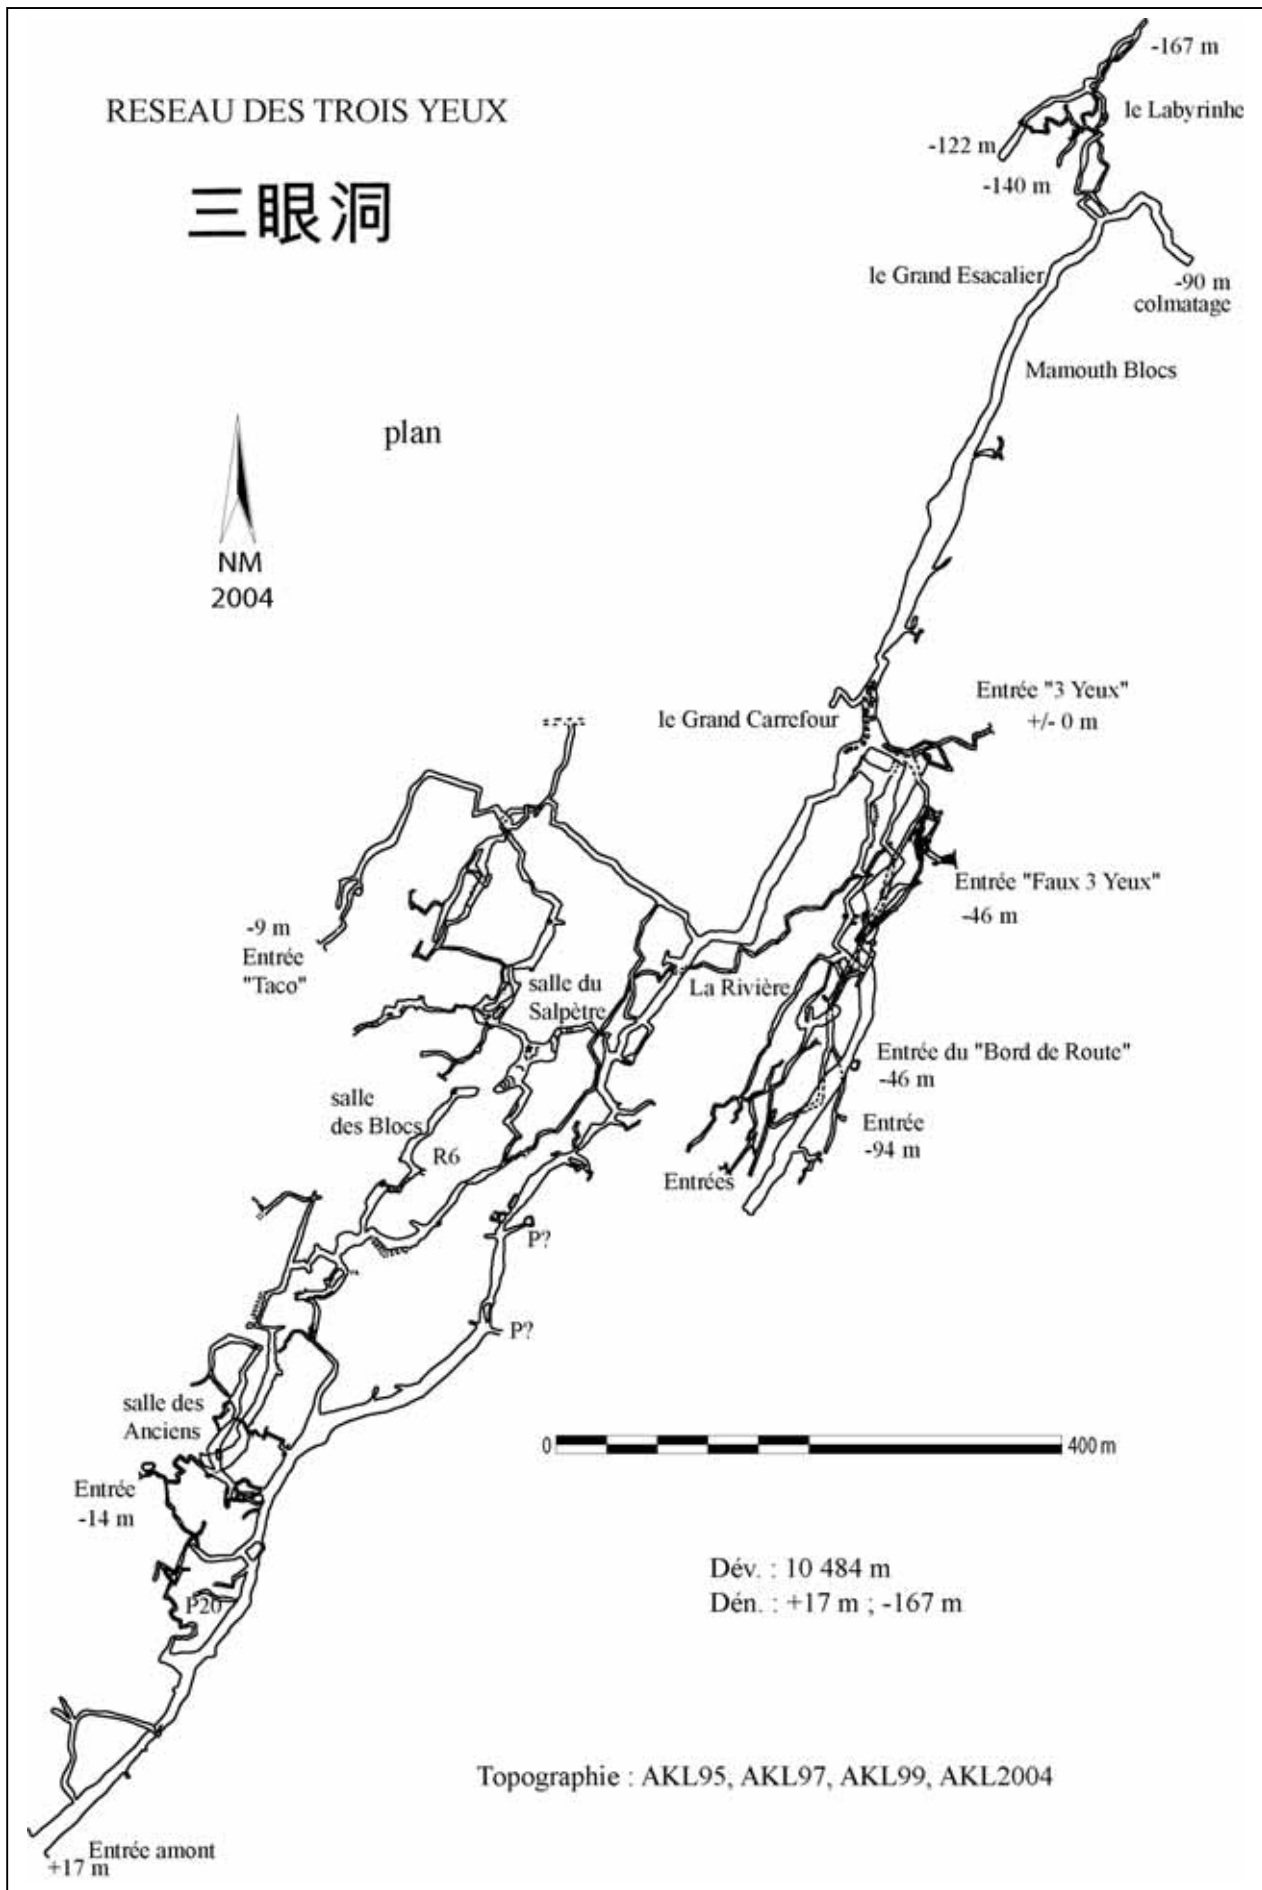 -167 m
RESEAU DES TROIS YEUX
le Labyrinhe
-122 m
-140 m
三眼洞
le Grand Esacalier
-90 m
colmatage
Mamouth Blocs
plan
NM
2004
Entrée "3 Yeux"
+/- 0 m
le Grand Carrefour
Entrée "Faux 3 Yeux"
-46 m
-9 m
Entrée
"Taco"
salle du
Salpètre
La Rivière
Entrée du "Bord de Route"
-46 m
salle
des Blocs
Entrée
-94 m
R6
Entrées
P?
P?
salle des
Anciens
0
400 m
Entrée
-14 m
Dév. : 10 484 m
Dén. : +17 m ; -167 m
P20
Topographie : AKL95, AKL97, AKL99, AKL2004
Entrée amont
+17 m